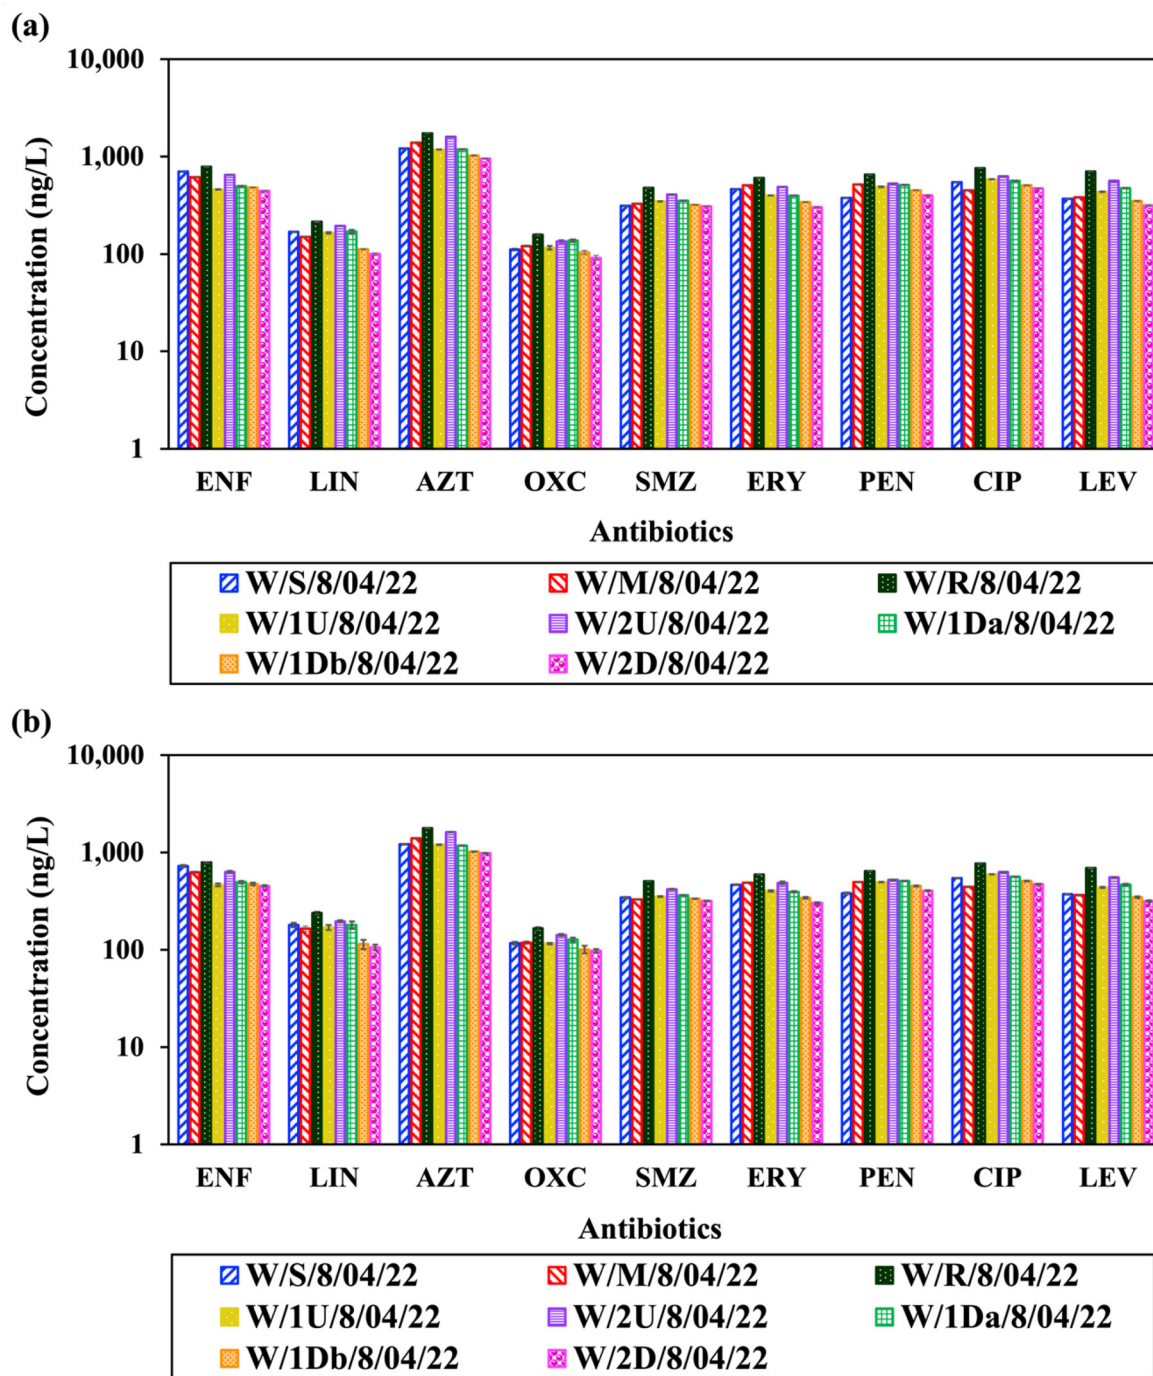 (a)
10,000
1,000
100
10
1
Concentration (ng/L)
ENF LIN AZT OXC SMZ ERY PEN CIP LEV
Antibiotics
W/S/8/04/22 W/M/8/04/22 W/R/8/04/22
W/1U/8/04/22 W/2U/8/04/22 W/1Da/8/04/22
W/1Db/8/04/22 W/2D/8/04/22
(b)
10,000
1,000
100
10
1
Concentration (ng/L)
ENF LIN AZT OXC SMZ ERY PEN CIP LEV
Antibiotics
W/S/8/04/22 W/M/8/04/22 W/R/8/04/22
W/1U/8/04/22 W/2U/8/04/22 W/1Da/8/04/22
W/1Db/8/04/22 W/2D/8/04/22